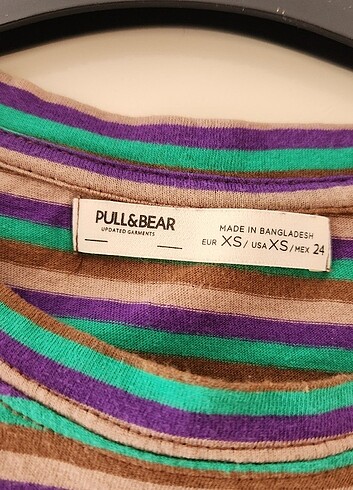 PULL&BEAR
UPDATED GARMENTS
MADE IN BANGLADESH
EUR XS / USA XS / MEX 24